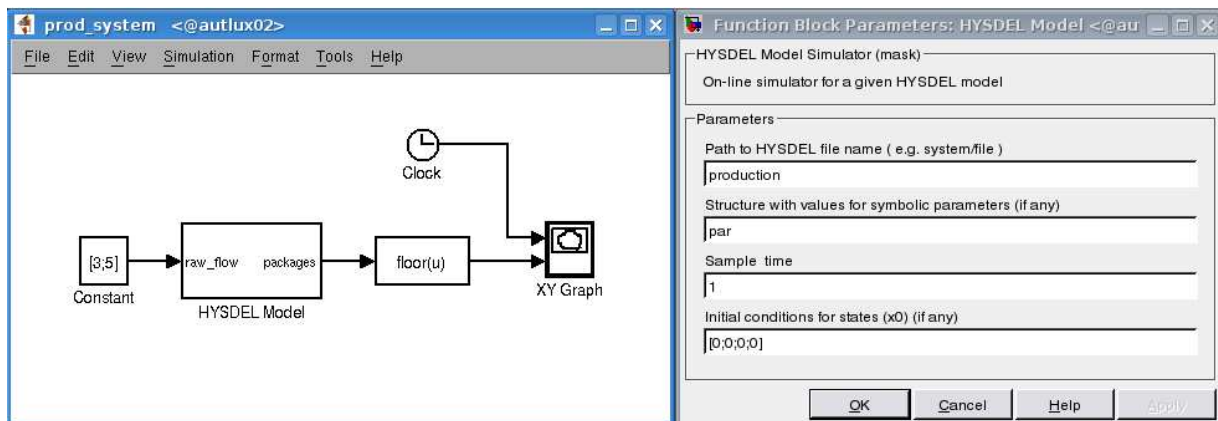 prod_system <@autlux02>
File Edit View Simulation Format Tools Help
Clock
[3;5]
Constant
raw_flow packages
HYSDEL Model
floor(u)
XY Graph
Function Block Parameters: HYSDEL Model <@au
HYSDEL Model Simulator (mask)
On-line simulator for a given HYSDEL model
Parameters
Path to HYSDEL file name ( e.g. system/file )
production
Structure with values for symbolic parameters (if any)
par
Sample time
1
Initial conditions for states (x0) (if any)
[0;0;0;0]
OK Cancel Help Apply